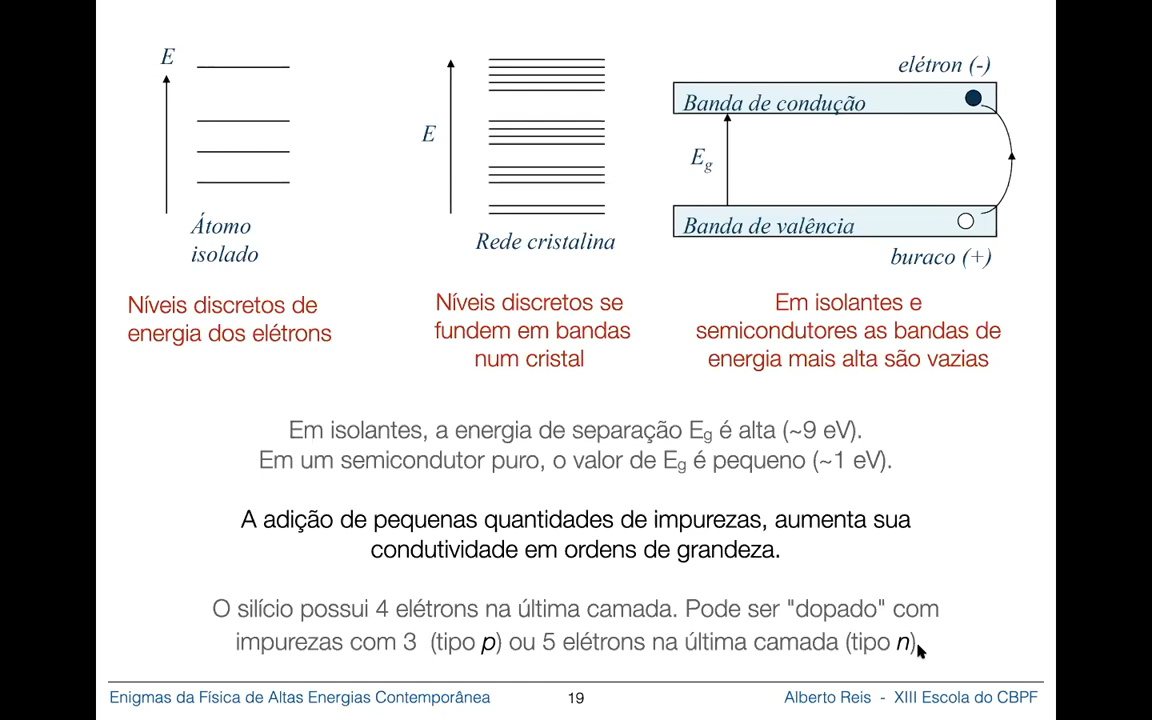 E
Átomo
isolado
Níveis discretos de
energia dos elétrons
E
Rede cristalina
Níveis discretos se
fundem em bandas
num cristal
elétron (-)
Banda de condução
Eg
Banda de valência
buraco (+)
Em isolantes e
semicondutores as bandas de
energia mais alta são vazias
Em isolantes, a energia de separação Eg é alta (~9 eV).
Em um semicondutor puro, o valor de Eg é pequeno (~1 eV).
A adição de pequenas quantidades de impurezas, aumenta sua
condutividade em ordens de grandeza.
O silício possui 4 elétrons na última camada. Pode ser "dopado" com
impurezas com 3 (tipo p) ou 5 elétrons na última camada (tipo n)
Enigmas da Física de Altas Energias Contemporânea
19
Alberto Reis - XIII Escola do CBPF